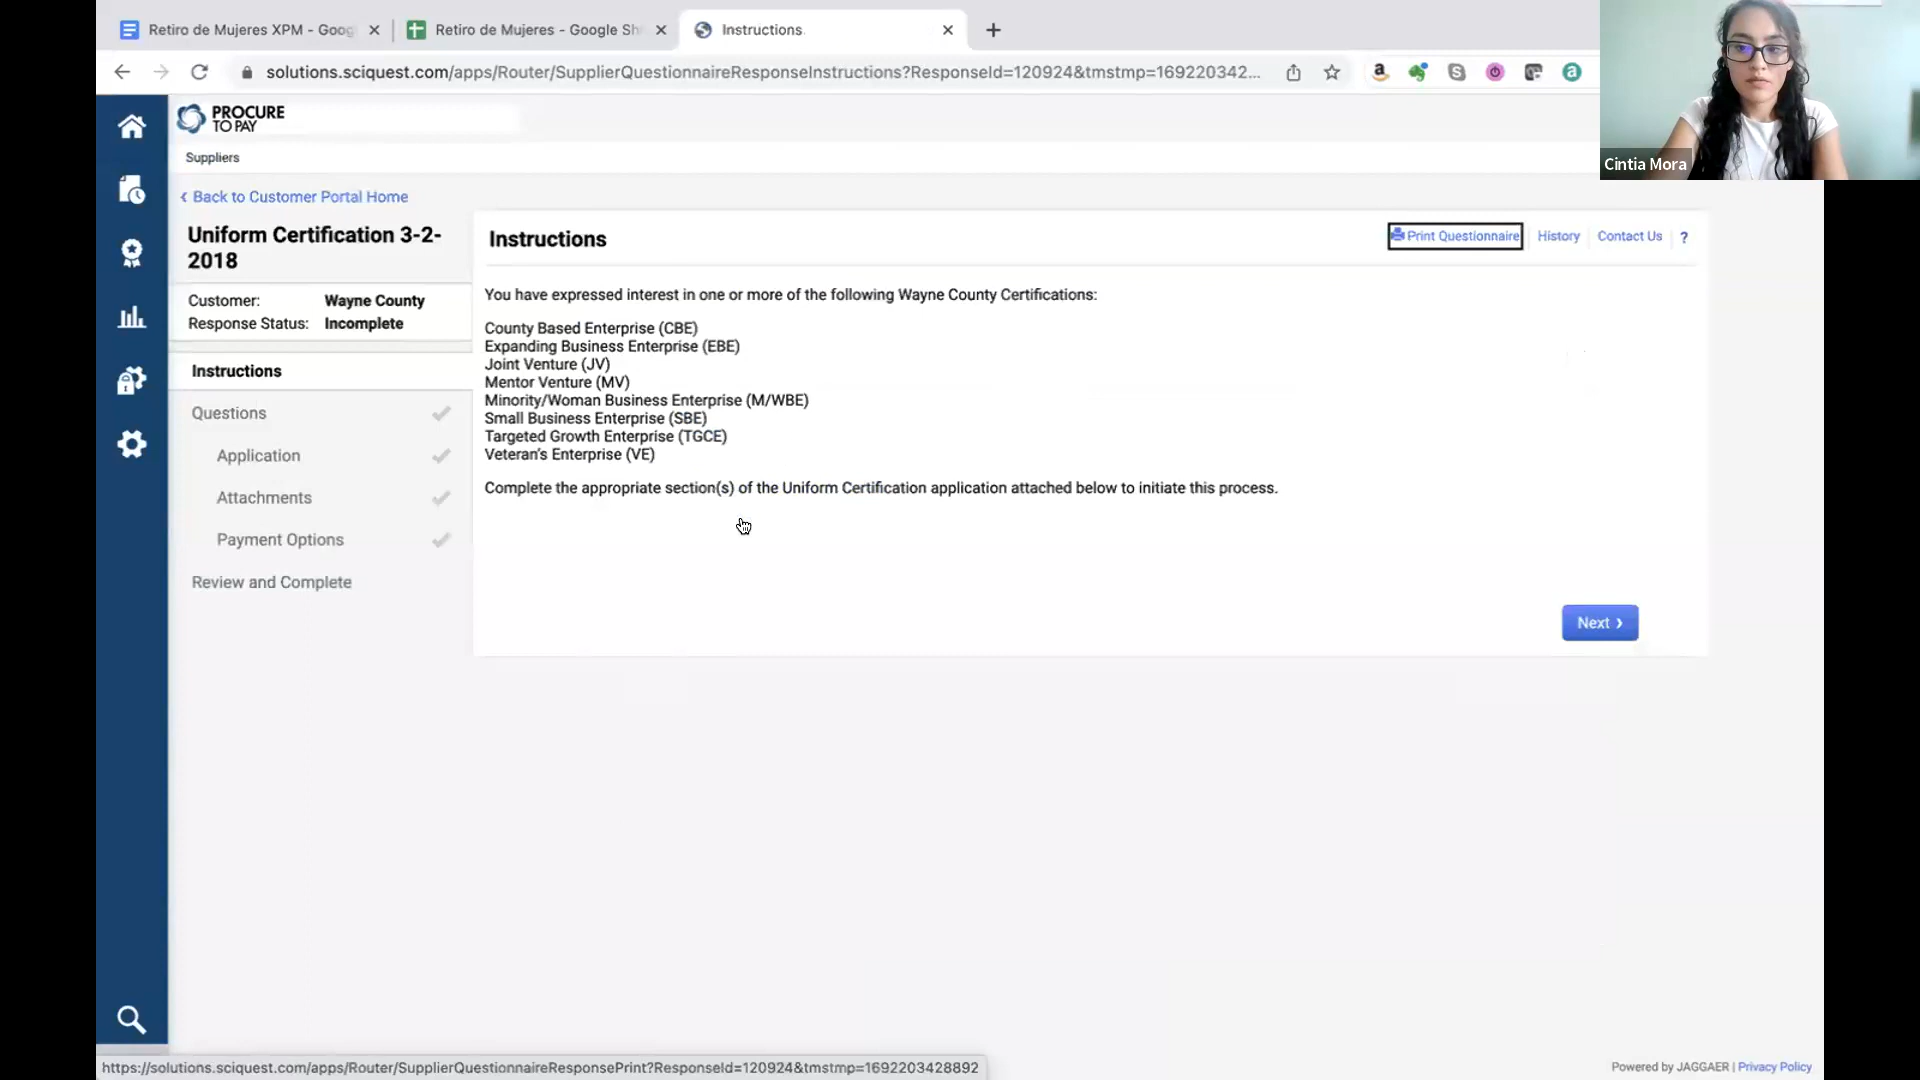 Retiro de Mujeres XPM - Goog
Retiro de Mujeres - Google Sh
Instructions
solutions.sciquest.com/apps/Router/SupplierQuestionnaireResponseInstructions?ResponseId=120924&tmstmp=169220342...
Cintia Mora
PROCURE
TO PAY
Suppliers
Back to Customer Portal Home
Uniform Certification 3-2-
2018
Customer: Wayne County
Response Status: Incomplete
Instructions
Questions
Application
Attachments
Payment Options
Review and Complete
Instructions
Print Questionnaire History Contact Us ?
You have expressed interest in one or more of the following Wayne County Certifications:
County Based Enterprise (CBE)
Expanding Business Enterprise (EBE)
Joint Venture (JV)
Mentor Venture (MV)
Minority/Woman Business Enterprise (M/WBE)
Small Business Enterprise (SBE)
Targeted Growth Enterprise (TGCE)
Veteran's Enterprise (VE)
Complete the appropriate section(s) of the Uniform Certification application attached below to initiate this process.
Next
https://solutions.sciquest.com/apps/Router/SupplierQuestionnaireResponsePrint?ResponseId=120924&tmstmp=1692203428892
Powered by JAGGAER | Privacy Policy